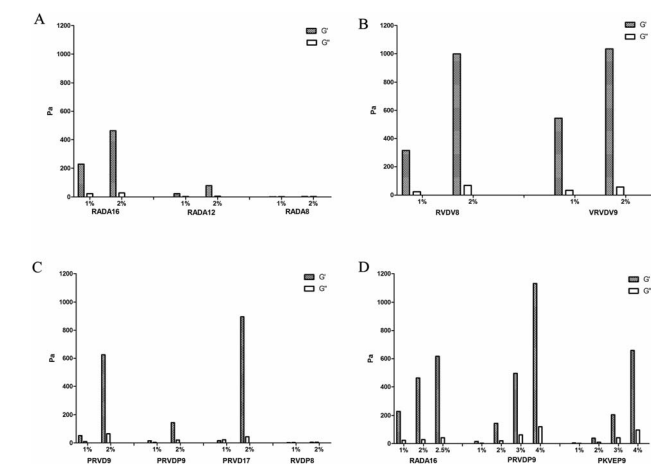 A
1200
1000
800
600
400
200
0
Pa
G'
G"
1% 2% 1% 2% 1% 2%
RADA16 RADA12 RADA8
B
1200
1000
800
600
400
200
0
Pa
G'
G"
1% 2% 1% 2%
RVDV8 VRVDV9
C
1200
1000
800
600
400
200
0
Pa
G'
G"
1% 2% 1% 2% 1% 2% 1% 2%
PRVD9 PRVDP9 PRVD17 RVDP8
D
1200
1000
800
600
400
200
0
Pa
G'
G"
1% 2% 2.5% 1% 2% 3% 4% 1% 2% 3% 4%
RADA16 PRVDP9 PKVEP9